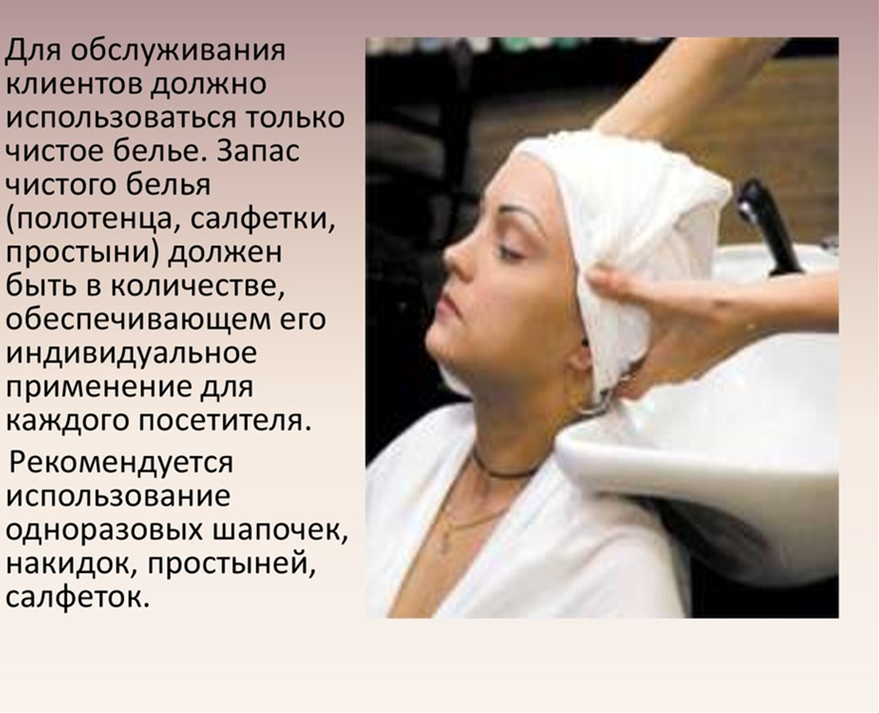 Для обслуживания
клиентов должно
использоваться только
чистое белье. Запас
чистого белья
(полотенца, салфетки,
простыни) должен
быть в количестве,
обеспечивающем его
индивидуальное
применение для
каждого посетителя.
Рекомендуется
использование
одноразовых шапочек,
накидок, простыней,
салфеток.